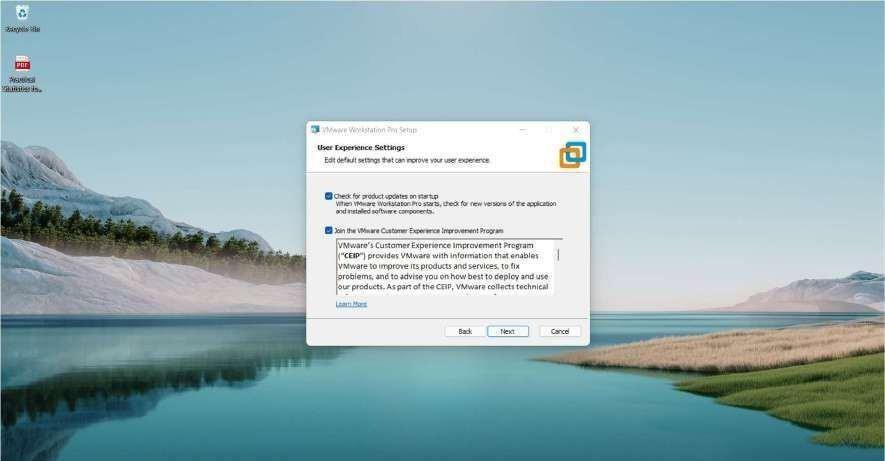 Recycle Bin
PDF
Practical
Statistics fo...
VMware Workstation Pro Setup
User Experience Settings
Edit default settings that can improve your user experience.
Check for product updates on startup
When VMware Workstation Pro starts, check for new versions of the application
and installed software components.
Join the VMware Customer Experience Improvement Program
VMware's Customer Experience Improvement Program
("CEIP") provides VMware with information that enables
VMware to improve its products and services, to fix
problems, and to advise you on how best to deploy and use
our products. As part of the CEIP, VMware collects technical
Learn More
Back
Next
Cancel